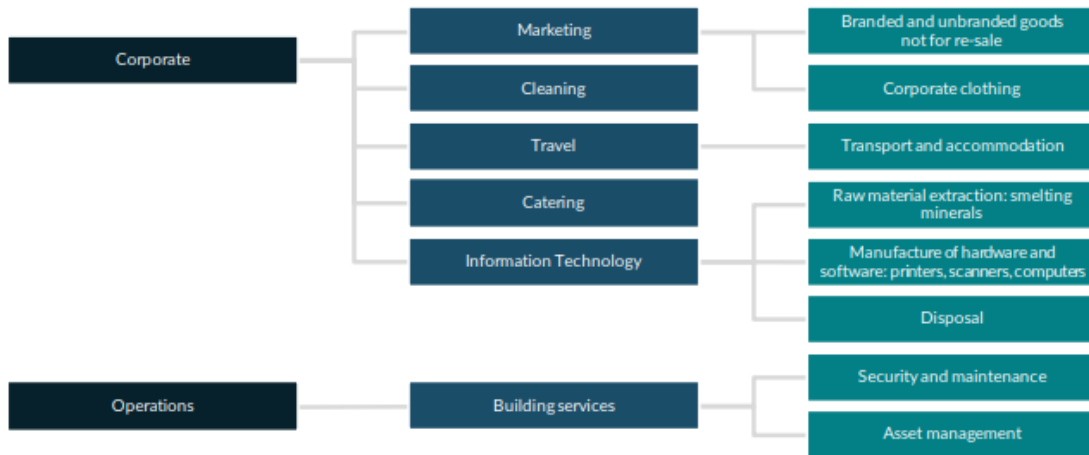 Corporate
Marketing
Branded and unbranded goods
not for re-sale
Cleaning
Corporate clothing
Travel
Transport and accommodation
Catering
Raw material extraction: smelting
minerals
Information Technology
Manufacture of hardware and
software: printers, scanners, computers
Disposal
Operations
Building services
Security and maintenance
Asset management